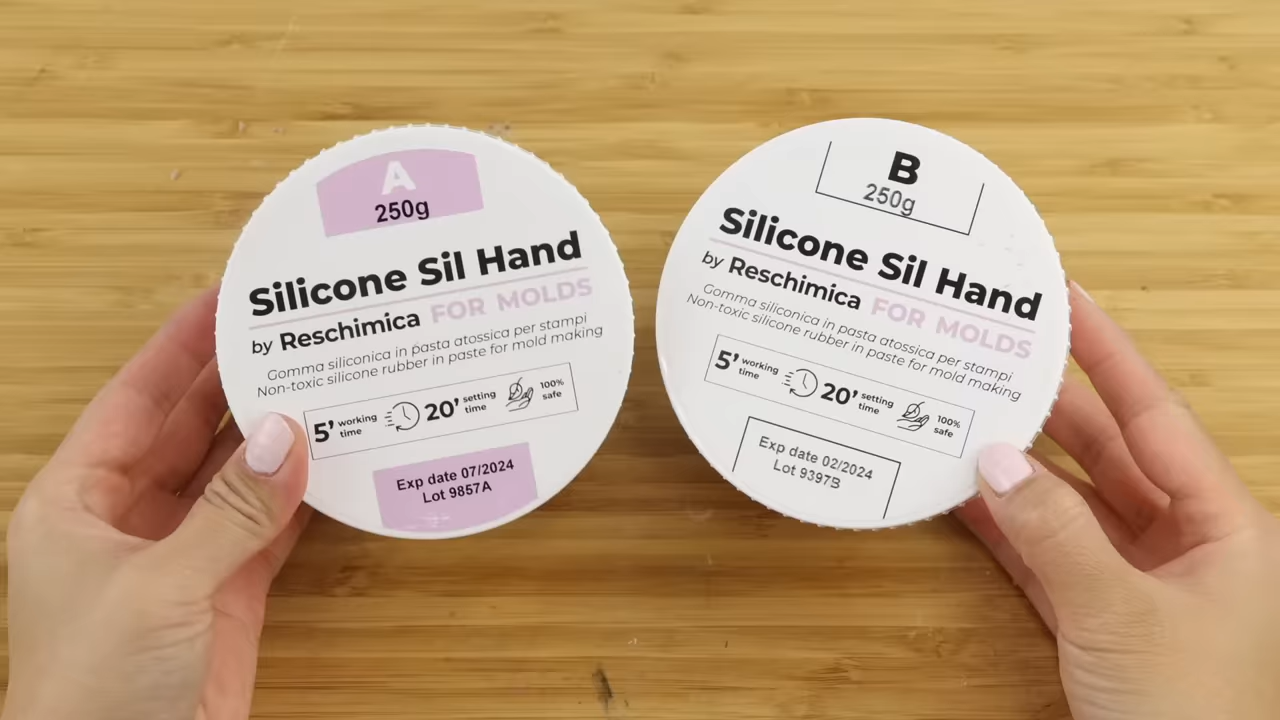 A
250g
Silicone Sil Hand
by Reschimica FOR MOLDS
Gomma siliconica in pasta atossica per stampi
Non-toxic silicone rubber in paste for mold making
5’ working time
20’ setting time
100% safe
Exp date 07/2024
Lot 9857A
B
250g
Silicone Sil Hand
by Reschimica FOR MOLDS
Gomma siliconica in pasta atossica per stampi
Non-toxic silicone rubber in paste for mold making
5’ working time
20’ setting time
100% safe
Exp date 02/2024
Lot 9397B